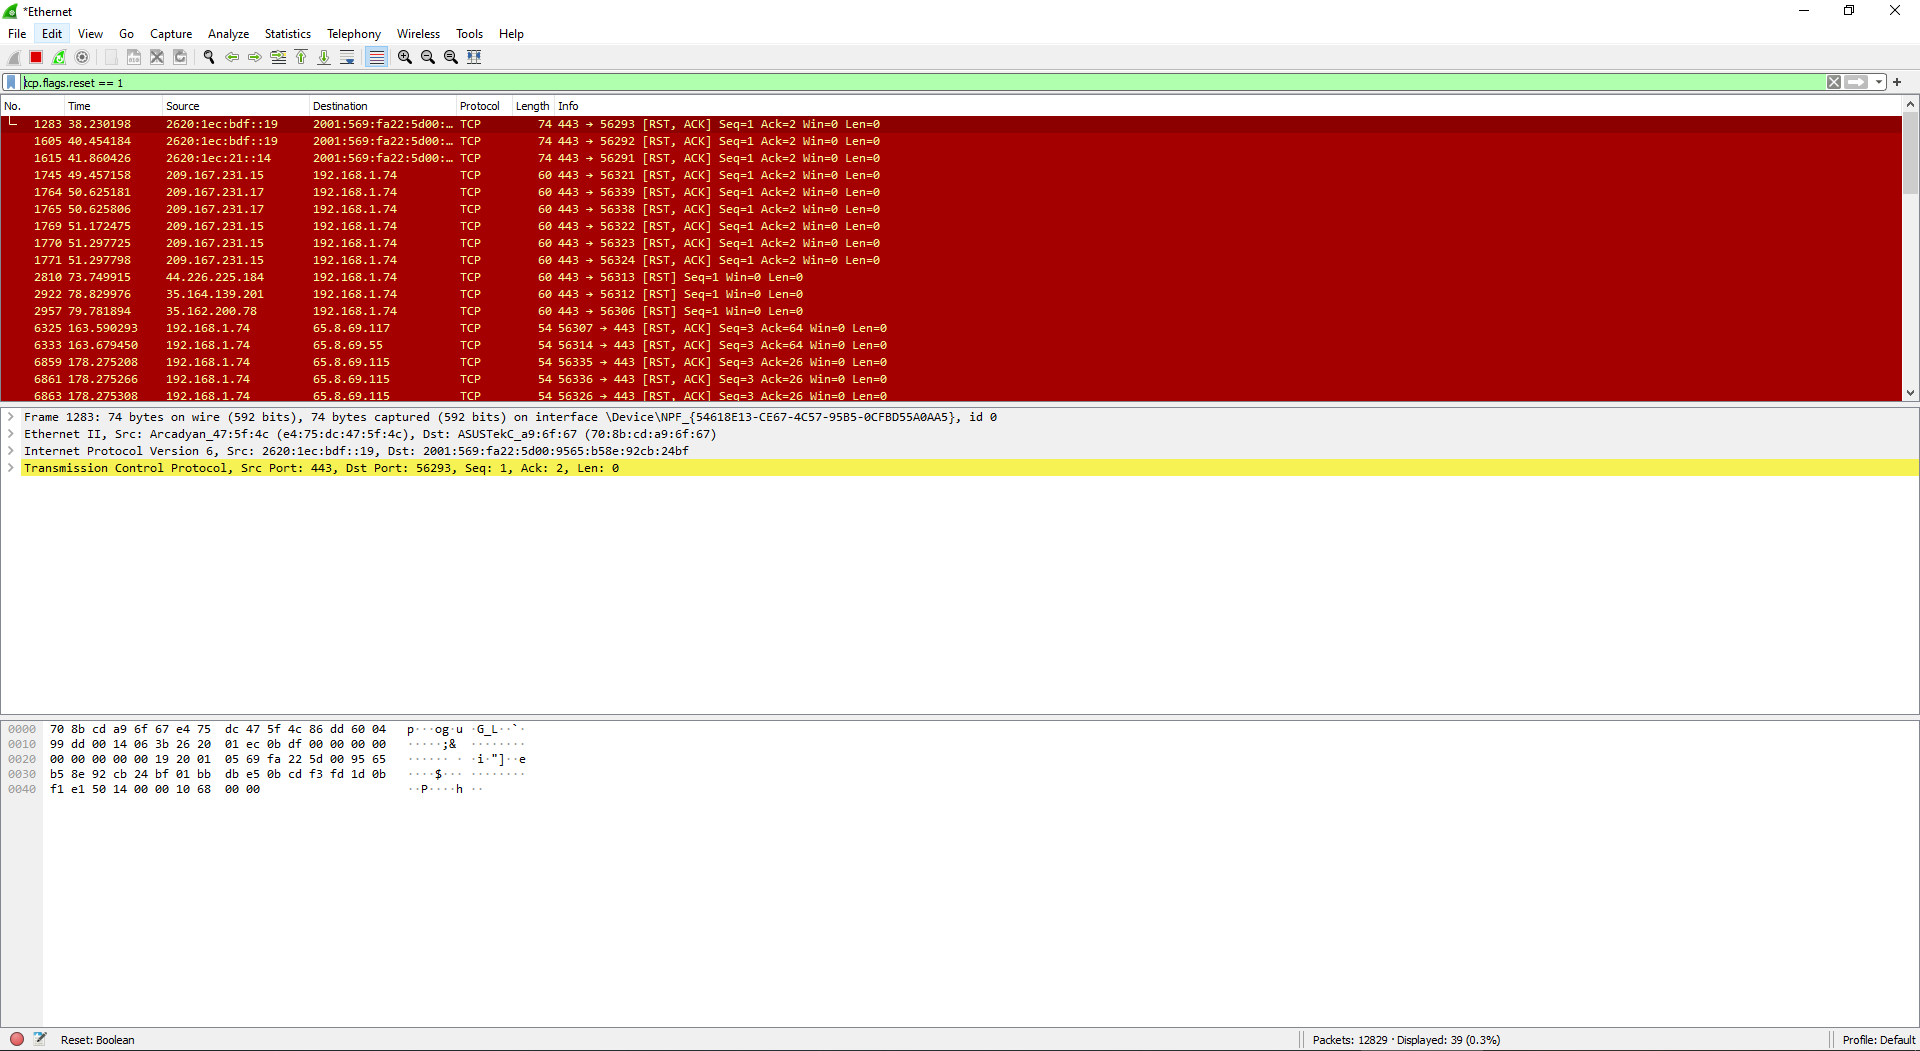 *Ethernet
File Edit View Go Capture Analyze Statistics Telephony Wireless Tools Help
tcp.flags.reset == 1
No. Time Source Destination Protocol Length Info
1283 38.230198 2620:1ec:bdf::19 2001:569:fa22:5d00:… TCP 74 443 → 56293 [RST, ACK] Seq=1 Ack=2 Win=0 Len=0
1605 40.454184 2620:1ec:bdf::19 2001:569:fa22:5d00:… TCP 74 443 → 56292 [RST, ACK] Seq=1 Ack=2 Win=0 Len=0
1615 41.860426 2620:1ec:21::14 2001:569:fa22:5d00:… TCP 74 443 → 56291 [RST, ACK] Seq=1 Ack=2 Win=0 Len=0
1745 49.457158 209.167.231.15 192.168.1.74 TCP 60 443 → 56321 [RST, ACK] Seq=1 Ack=2 Win=0 Len=0
1764 50.625181 209.167.231.17 192.168.1.74 TCP 60 443 → 56339 [RST, ACK] Seq=1 Ack=2 Win=0 Len=0
1765 50.625806 209.167.231.17 192.168.1.74 TCP 60 443 → 56338 [RST, ACK] Seq=1 Ack=2 Win=0 Len=0
1769 51.172475 209.167.231.15 192.168.1.74 TCP 60 443 → 56322 [RST, ACK] Seq=1 Ack=2 Win=0 Len=0
1770 51.297725 209.167.231.15 192.168.1.74 TCP 60 443 → 56323 [RST, ACK] Seq=1 Ack=2 Win=0 Len=0
1771 51.297798 209.167.231.15 192.168.1.74 TCP 60 443 → 56324 [RST, ACK] Seq=1 Ack=2 Win=0 Len=0
2810 73.749915 44.226.225.184 192.168.1.74 TCP 60 443 → 56313 [RST] Seq=1 Win=0 Len=0
2922 78.829976 35.164.139.201 192.168.1.74 TCP 60 443 → 56312 [RST] Seq=1 Win=0 Len=0
2957 79.781894 35.162.200.78 192.168.1.74 TCP 60 443 → 56306 [RST] Seq=1 Win=0 Len=0
6325 163.590293 192.168.1.74 65.8.69.117 TCP 54 56307 → 443 [RST, ACK] Seq=3 Ack=64 Win=0 Len=0
6333 163.679450 192.168.1.74 65.8.69.55 TCP 54 56314 → 443 [RST, ACK] Seq=3 Ack=64 Win=0 Len=0
6859 178.275208 192.168.1.74 65.8.69.115 TCP 54 56335 → 443 [RST, ACK] Seq=3 Ack=26 Win=0 Len=0
6861 178.275266 192.168.1.74 65.8.69.115 TCP 54 56336 → 443 [RST, ACK] Seq=3 Ack=26 Win=0 Len=0
6863 178.275308 192.168.1.74 65.8.69.115 TCP 54 56326 → 443 [RST, ACK] Seq=3 Ack=26 Win=0 Len=0
Frame 1283: 74 bytes on wire (592 bits), 74 bytes captured (592 bits) on interface \Device\NPF_{54618E13-CE67-4C57-95B5-0CFBD55A0AA5}, id 0
Ethernet II, Src: Arcadyan_47:5f:4c (e4:75:dc:47:5f:4c), Dst: ASUSTekC_a9:6f:67 (70:8b:cd:a9:6f:67)
Internet Protocol Version 6, Src: 2620:1ec:bdf::19, Dst: 2001:569:fa22:5d00:9565:b58e:92cb:24bf
Transmission Control Protocol, Src Port: 443, Dst Port: 56293, Seq: 1, Ack: 2, Len: 0
0000 70 8b cd a9 6f 67 e4 75 dc 47 5f 4c 86 dd 60 04 p···og·u ·G_L··`·
0010 99 dd 00 14 06 3b 26 20 01 ec 0b df 00 00 00 00 ·····;& ········
0020 00 00 00 00 00 19 20 01 05 69 fa 22 5d 00 95 65 ······ · ·i·"]··e
0030 b5 8e 92 cb 24 bf 01 bb db e5 0b cd f3 fd 1d 0b ····$··· ········
0040 f1 e1 50 14 00 00 10 68 00 00 ··P····h ··
Reset: Boolean Packets: 12829 · Displayed: 39 (0.3%) Profile: Default